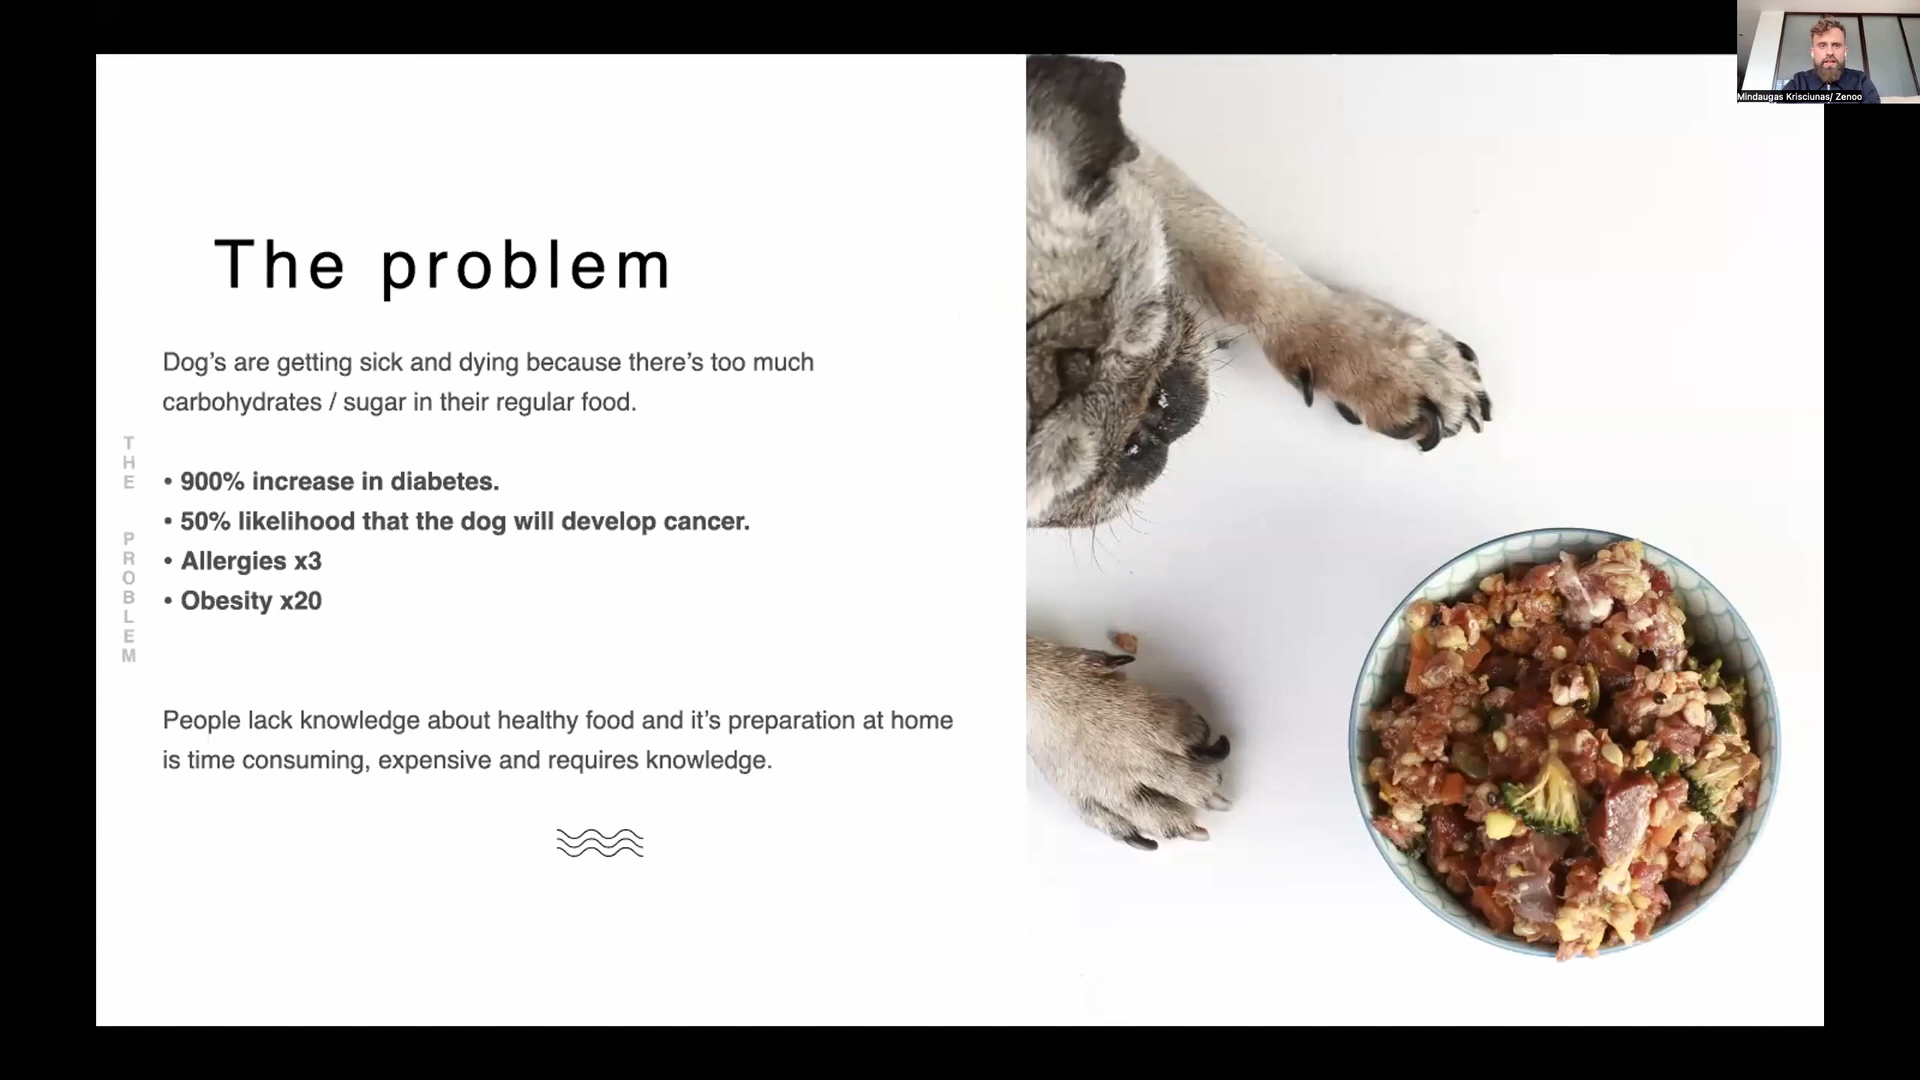 Mindaugas Krisciunas/ Zenoo
The problem
Dog’s are getting sick and dying because there’s too much
carbohydrates / sugar in their regular food.
• 900% increase in diabetes.
• 50% likelihood that the dog will develop cancer.
• Allergies x3
• Obesity x20
People lack knowledge about healthy food and it’s preparation at home
is time consuming, expensive and requires knowledge.
THE PROBLEM